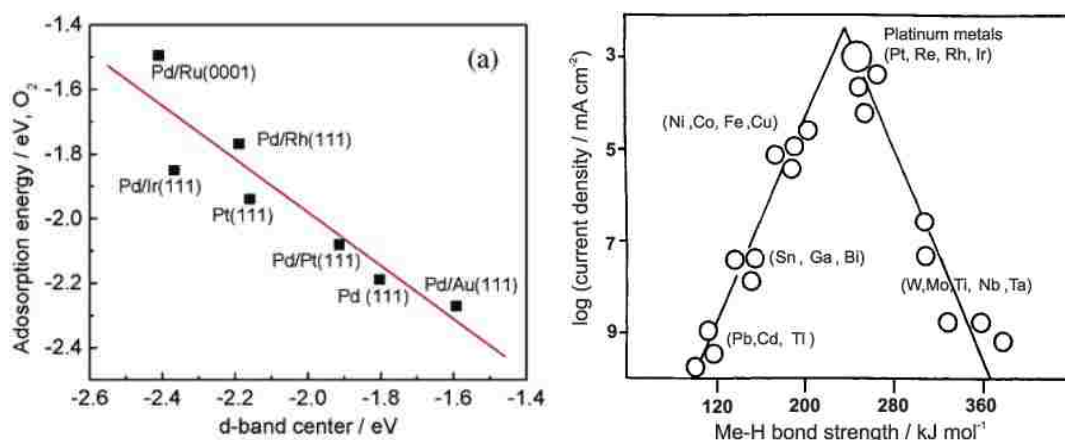 -1.4
-1.6
-1.8
-2.0
-2.2
-2.4
Adosorption energy / eV, O2
(a)
Pd/Ru(0001)
Pd/Rh(111)
Pd/Ir(111)
Pt(111)
Pd/Pt(111)
Pd (111)
Pd/Au(111)
-2.6 -2.4 -2.2 -2.0 -1.8 -1.6 -1.4
d-band center / eV
log (current density / mA cm-2)
3
5
7
9
Platinum metals
(Pt, Re, Rh, Ir)
(Ni ,Co, Fe ,Cu)
(Sn , Ga , Bi)
(W,Mo,Ti, Nb ,Ta)
(Pb,Cd, Tl )
120 200 280 360
Me-H bond strength / kJ mol-1